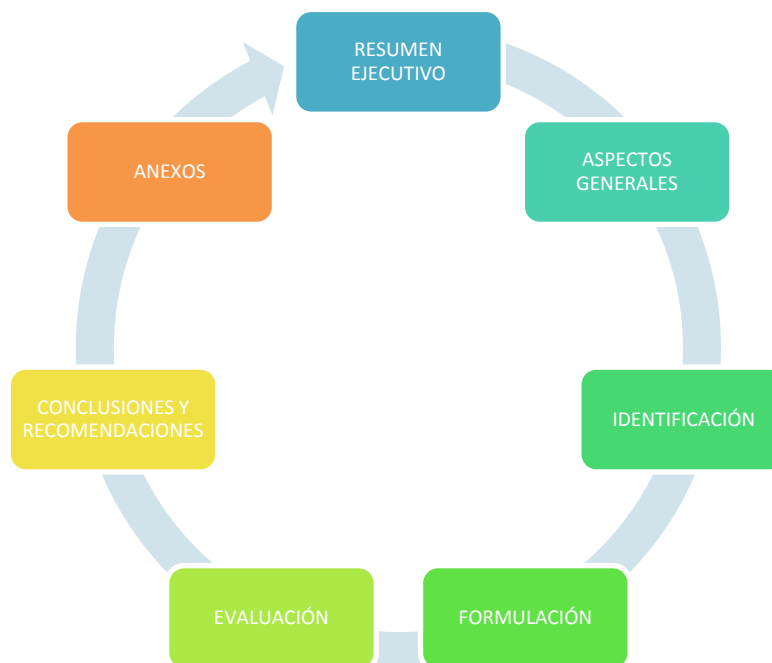 RESUMEN
EJECUTIVO
ASPECTOS
GENERALES
IDENTIFICACIÓN
FORMULACIÓN
EVALUACIÓN
CONCLUSIONES Y
RECOMENDACIONES
ANEXOS